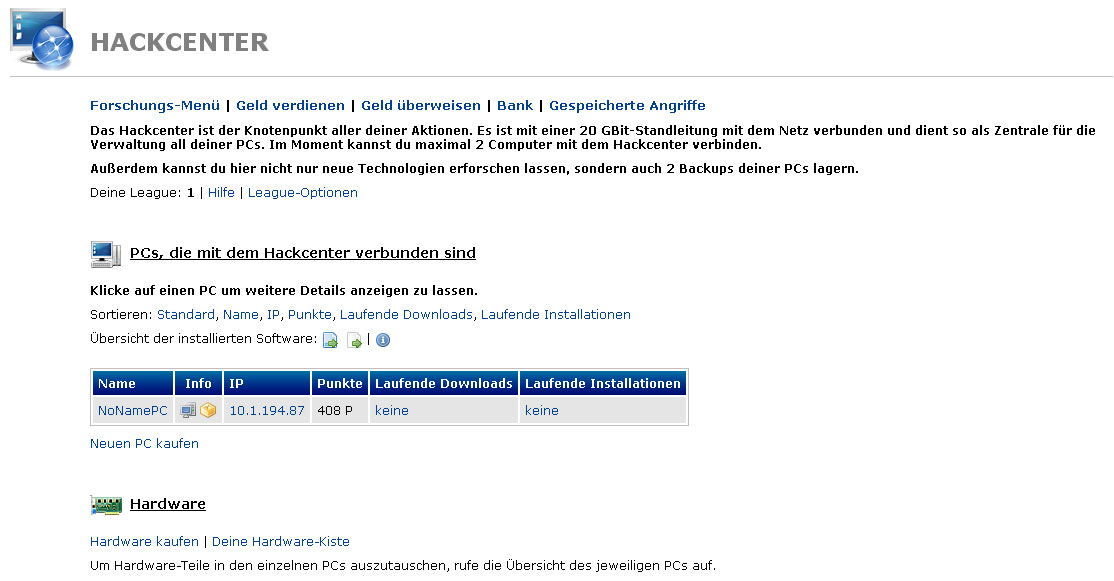 HACKCENTER
Forschungs-Menü | Geld verdienen | Geld überweisen | Bank | Gespeicherte Angriffe
Das Hackcenter ist der Knotenpunkt aller deiner Aktionen. Es ist mit einer 20 GBit-Standleitung mit dem Netz verbunden und dient so als Zentrale für die
Verwaltung all deiner PCs. Im Moment kannst du maximal 2 Computer mit dem Hackcenter verbinden.
Außerdem kannst du hier nicht nur neue Technologien erforschen lassen, sondern auch 2 Backups deiner PCs lagern.
Deine League: 1 | Hilfe | League-Optionen
PCs, die mit dem Hackcenter verbunden sind
Klicke auf einen PC um weitere Details anzeigen zu lassen.
Sortieren: Standard, Name, IP, Punkte, Laufende Downloads, Laufende Installationen
Übersicht der installierten Software: |
Name Info IP Punkte Laufende Downloads Laufende Installationen
NoNamePC 10.1.194.87 408 P keine keine
Neuen PC kaufen
Hardware
Hardware kaufen | Deine Hardware-Kiste
Um Hardware-Teile in den einzelnen PCs auszutauschen, rufe die Übersicht des jeweiligen PCs auf.